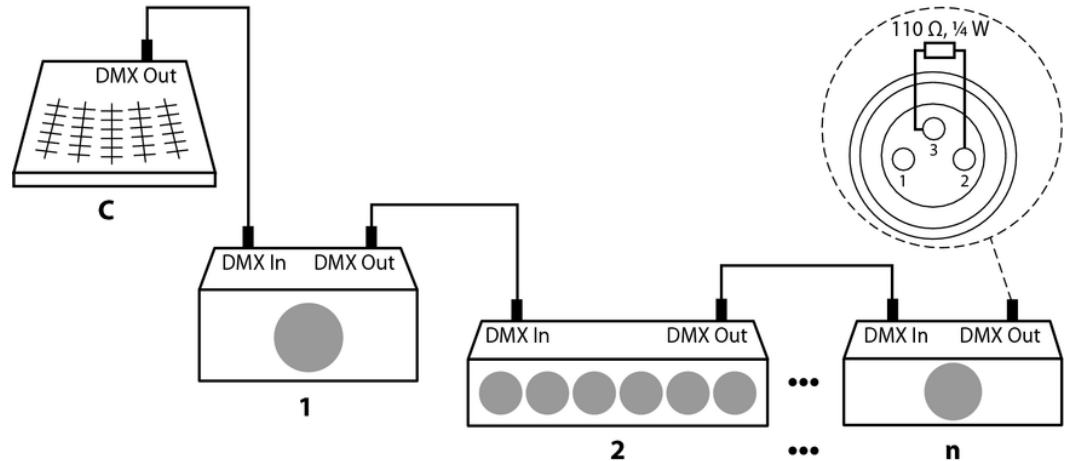 110 Ω, ¼ W
3
1
2
DMX Out
C
DMX In DMX Out
1
DMX In DMX Out
2
•••
•••
DMX In DMX Out
n